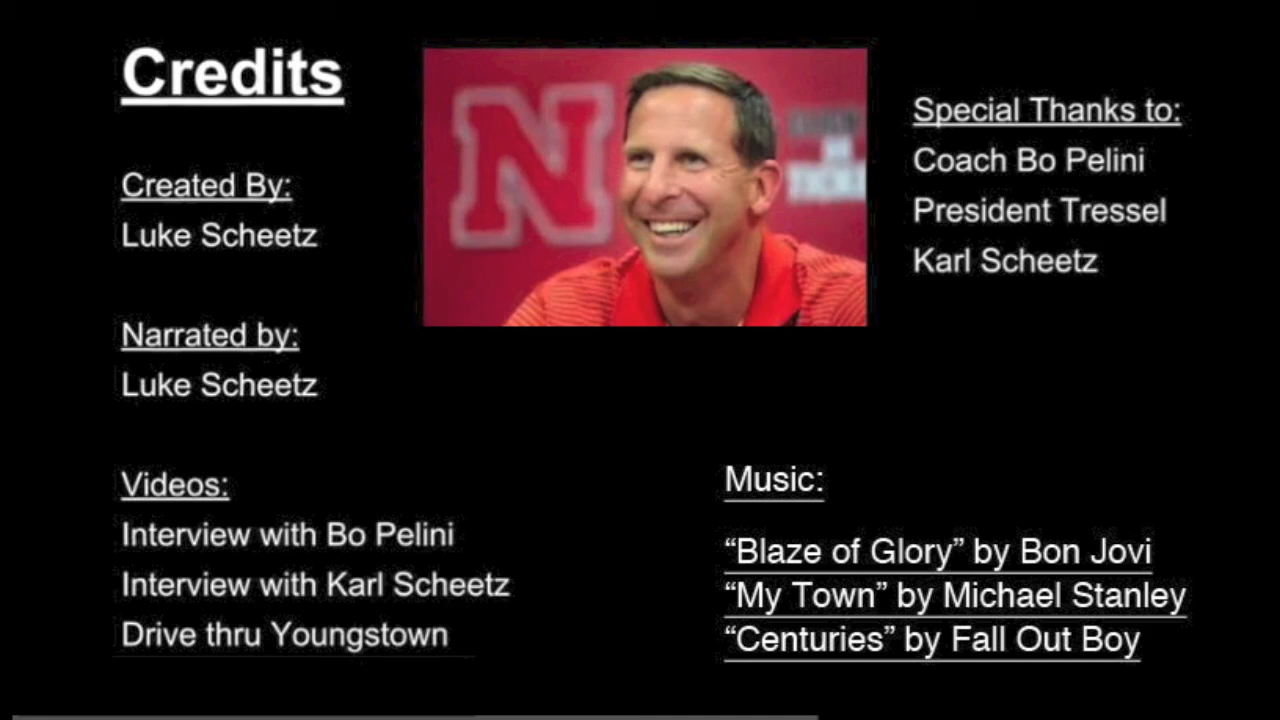 Credits
Created By:
Luke Scheetz
Narrated by:
Luke Scheetz
Videos:
Interview with Bo Pelini
Interview with Karl Scheetz
Drive thru Youngstown
N
Special Thanks to:
Coach Bo Pelini
President Tressel
Karl Scheetz
Music:
“Blaze of Glory” by Bon Jovi
“My Town” by Michael Stanley
“Centuries” by Fall Out Boy